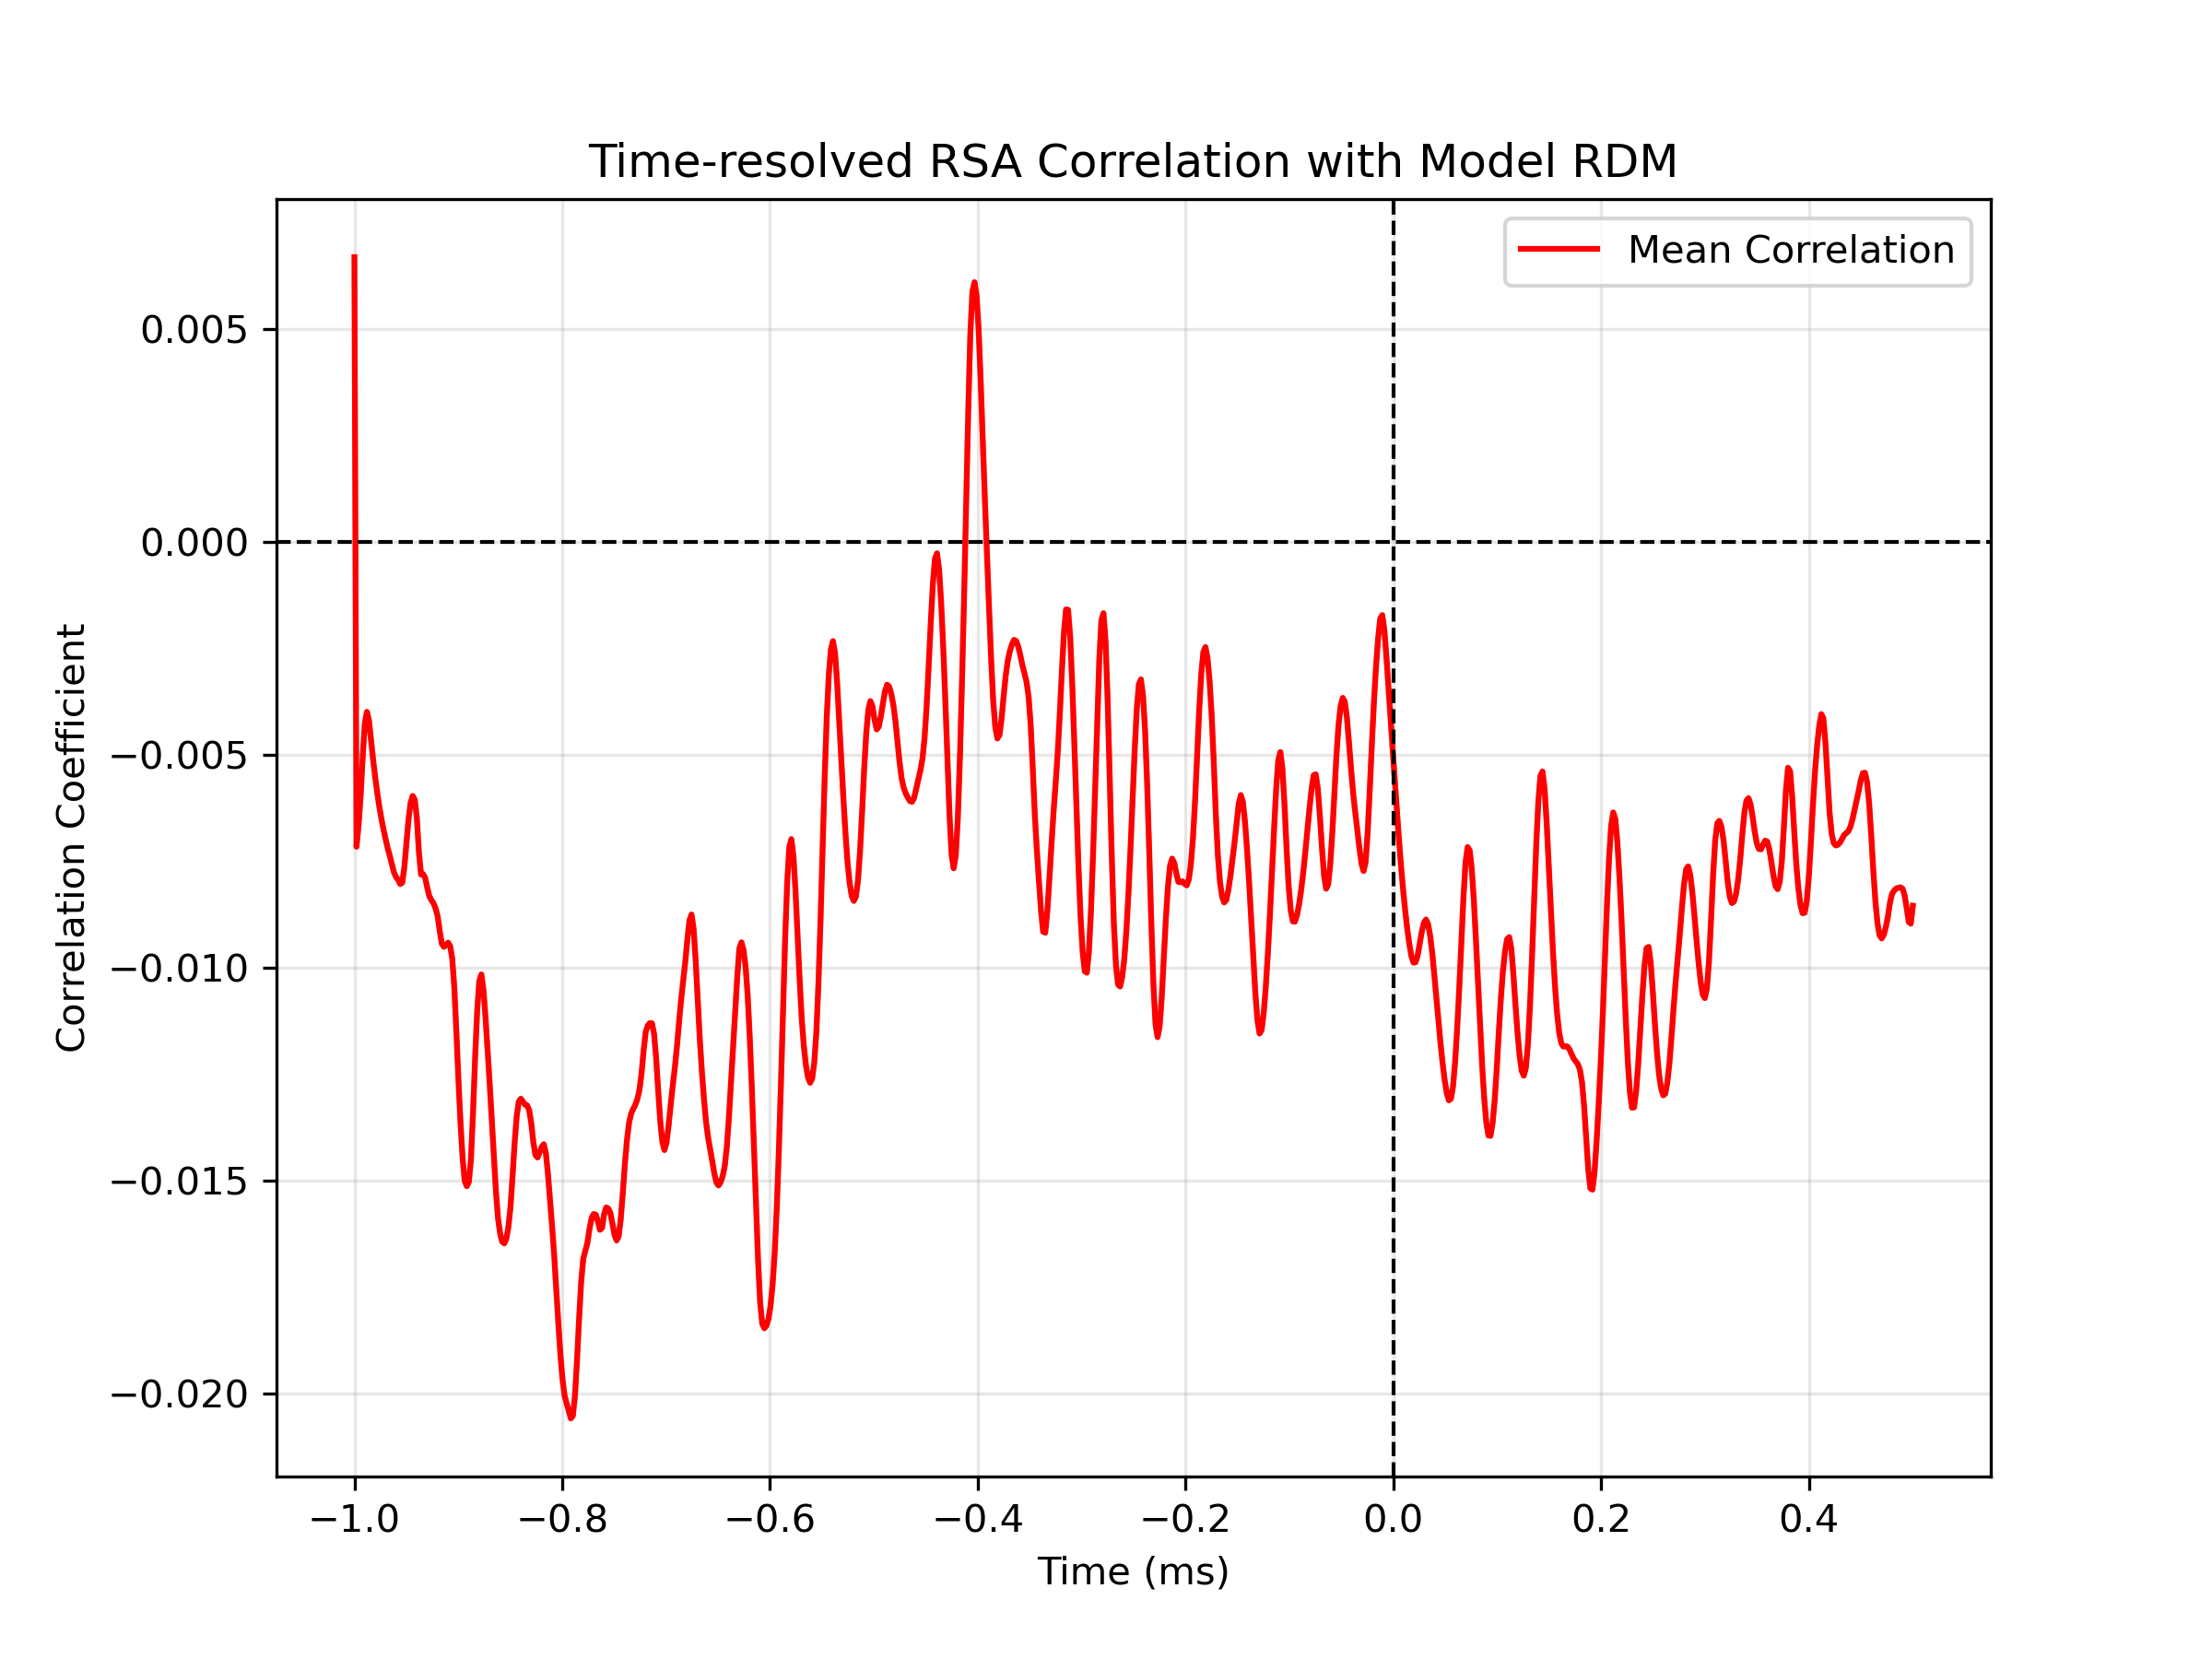 Time-resolved RSA Correlation with Model RDM
Mean Correlation
Correlation Coefficient
0.005
0.000
−0.005
−0.010
−0.015
−0.020
−1.0 −0.8 −0.6 −0.4 −0.2 0.0 0.2 0.4
Time (ms)